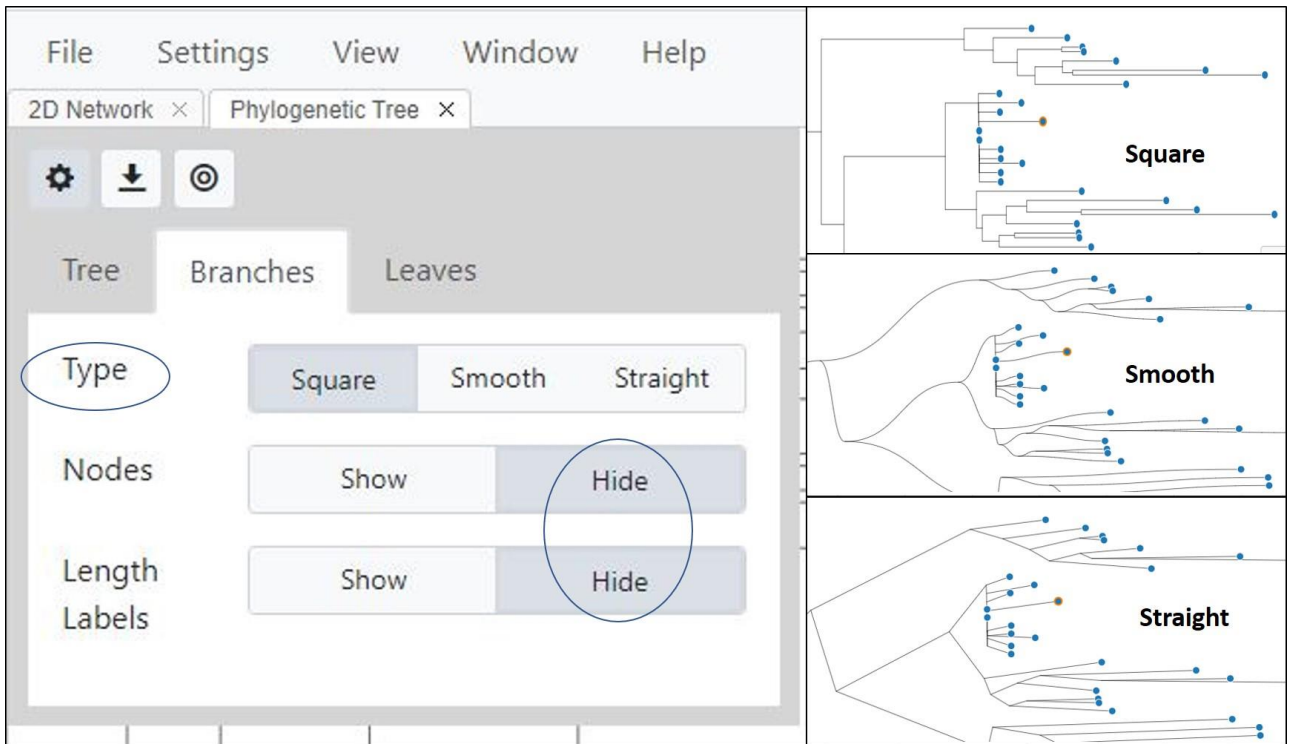 File Settings View Window Help
2D Network × Phylogenetic Tree ×
Tree Branches Leaves
Type Square Smooth Straight
Nodes Show Hide
Length Labels Show Hide
Square
Smooth
Straight